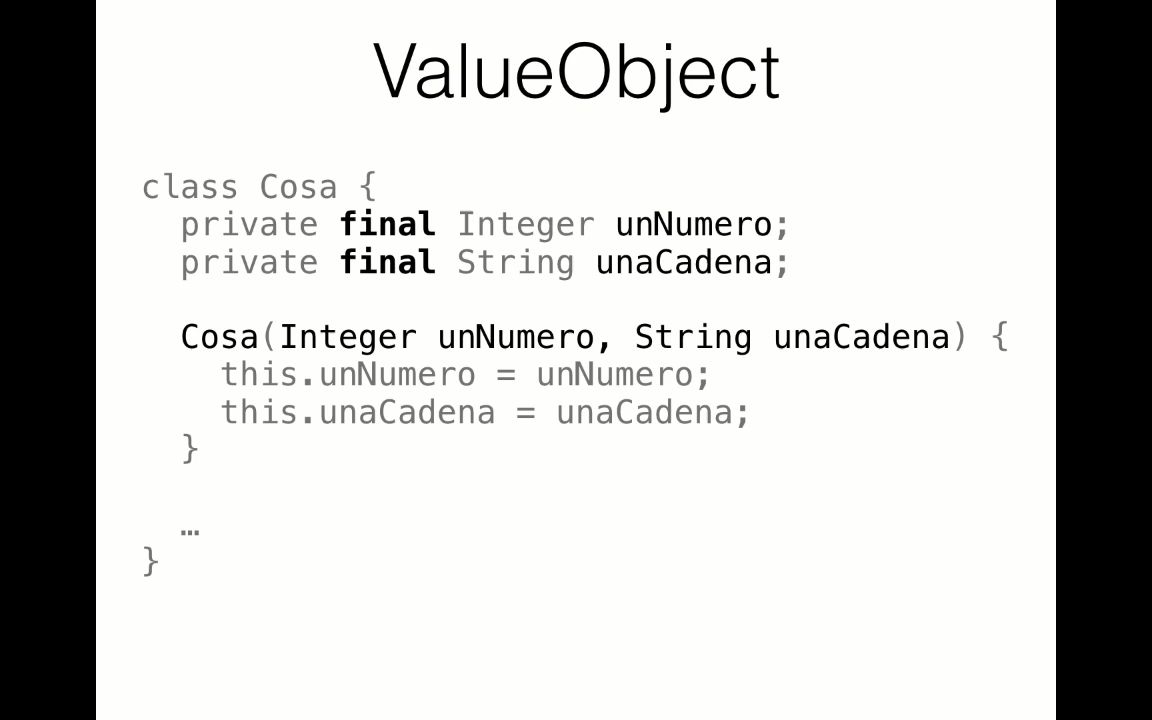 ValueObject
class Cosa {
private final Integer unNumero;
private final String unaCadena;
Cosa(Integer unNumero, String unaCadena) {
this.unNumero = unNumero;
this.unaCadena = unaCadena;
}
…
}